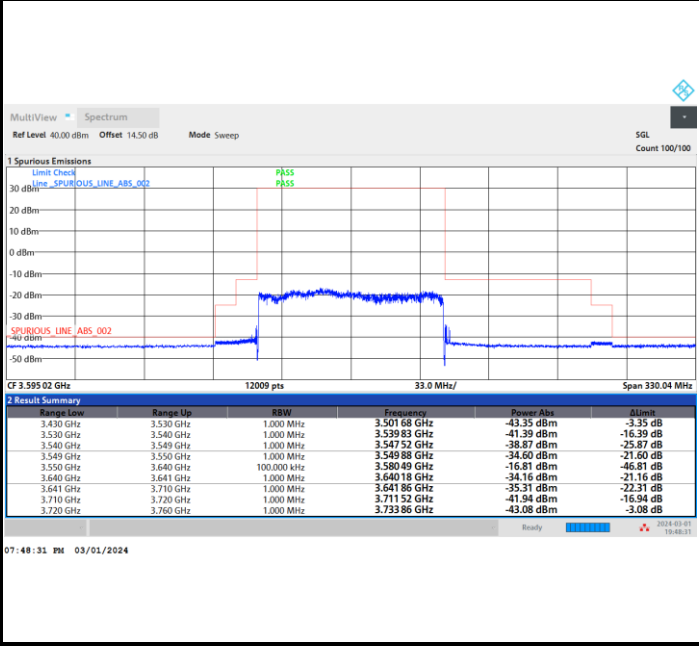 MultiView Spectrum
Ref Level 40.00 dBm Offset 14.50 dB Mode Sweep SGL
Count 100/100
1 Spurious Emissions
Limit Check PASS
Line _SPURIOUS_LINE_ABS_002 PASS
30 dBm
20 dBm
10 dBm
0 dBm
-10 dBm
-20 dBm
-30 dBm
SPURIOUS_LINE_ABS_002
-40 dBm
-50 dBm
CF 3.595 02 GHz 12009 pts 33.0 MHz/ Span 330.04 MHz
2 Result Summary
Range Low Range Up RBW Frequency Power Abs ΔLimit
3.430 GHz 3.530 GHz 1.000 MHz 3.501 68 GHz -43.35 dBm -3.35 dB
3.530 GHz 3.540 GHz 1.000 MHz 3.539 83 GHz -41.39 dBm -16.39 dB
3.540 GHz 3.549 GHz 1.000 MHz 3.547 52 GHz -38.87 dBm -25.87 dB
3.549 GHz 3.550 GHz 1.000 MHz 3.549 88 GHz -34.60 dBm -21.60 dB
3.550 GHz 3.640 GHz 100.000 kHz 3.580 49 GHz -16.81 dBm -46.81 dB
3.640 GHz 3.641 GHz 1.000 MHz 3.640 18 GHz -34.16 dBm -21.16 dB
3.641 GHz 3.710 GHz 1.000 MHz 3.641 86 GHz -35.31 dBm -22.31 dB
3.710 GHz 3.720 GHz 1.000 MHz 3.711 52 GHz -41.94 dBm -16.94 dB
3.720 GHz 3.760 GHz 1.000 MHz 3.733 86 GHz -43.08 dBm -3.08 dB
Ready 2024-03-01
19:48:31
07:48:31 PM 03/01/2024